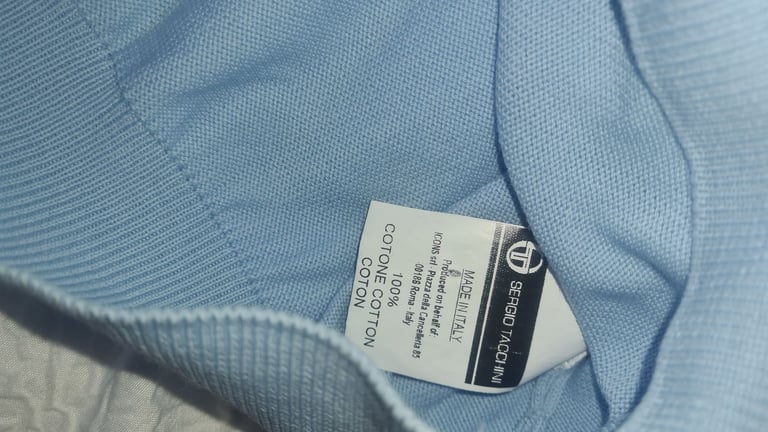 SERGIO TACCHINI
MADE IN ITALY
Produced on behalf of:
ICONS srl - Piazza della Cancelleria 85
00186 Roma - Italy
100%
COTONE COTTON
COTON